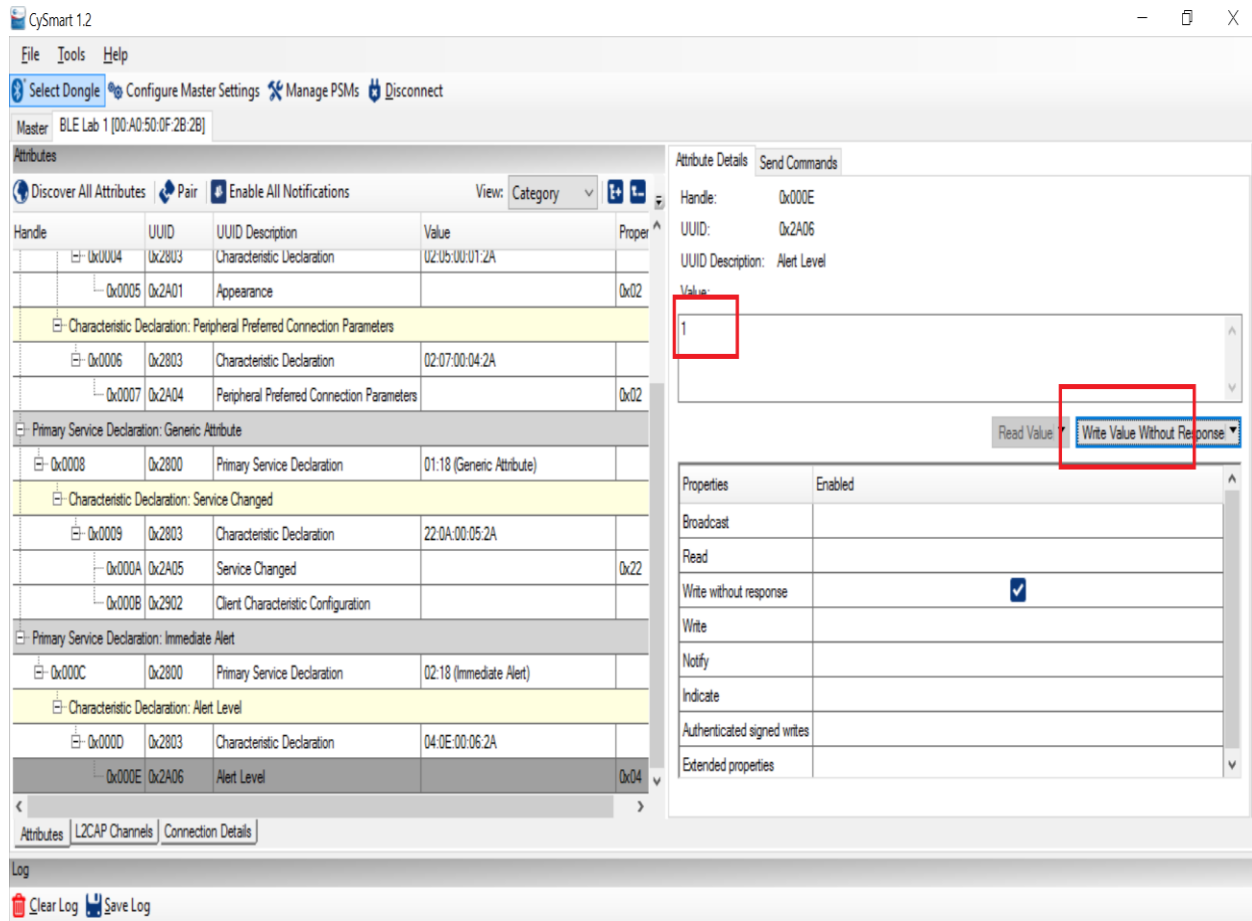 CySmart 1.2
File Tools Help
Select Dongle Configure Master Settings Manage PSMs Disconnect
Master BLE Lab 1 [00:A0:50:0F:2B:2B]
Attributes
Discover All Attributes Pair Enable All Notifications View: Category
Handle UUID UUID Description Value Proper
0x0004 0x2803 Characteristic Declaration 02:05:00:01:2A
0x0005 0x2A01 Appearance 0x02
Characteristic Declaration: Peripheral Preferred Connection Parameters
0x0006 0x2803 Characteristic Declaration 02:07:00:04:2A
0x0007 0x2A04 Peripheral Preferred Connection Parameters 0x02
Primary Service Declaration: Generic Attribute
0x0008 0x2800 Primary Service Declaration 01:18 (Generic Attribute)
Characteristic Declaration: Service Changed
0x0009 0x2803 Characteristic Declaration 22:0A:00:05:2A
0x000A 0x2A05 Service Changed 0x22
0x000B 0x2902 Client Characteristic Configuration
Primary Service Declaration: Immediate Alert
0x000C 0x2800 Primary Service Declaration 02:18 (Immediate Alert)
Characteristic Declaration: Alert Level
0x000D 0x2803 Characteristic Declaration 04:0E:00:06:2A
0x000E 0x2A06 Alert Level 0x04
Attributes L2CAP Channels Connection Details
Attribute Details Send Commands
Handle: 0x000E
UUID: 0x2A06
UUID Description: Alert Level
Value:
1
Read Value Write Value Without Response
Properties Enabled
Broadcast
Read
Write without response
Write
Notify
Indicate
Authenticated signed writes
Extended properties
Log
Clear Log Save Log